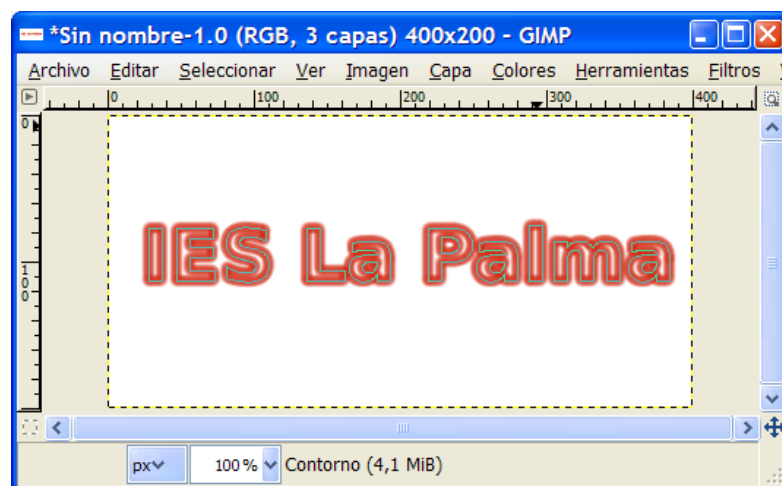 *Sin nombre-1.0 (RGB, 3 capas) 400x200 - GIMP
Archivo Editar Seleccionar Ver Imagen Capa Colores Herramientas Filtros
0 100 200 300 400
0
100
IES La Palma
px 100 % Contorno (4,1 MiB)